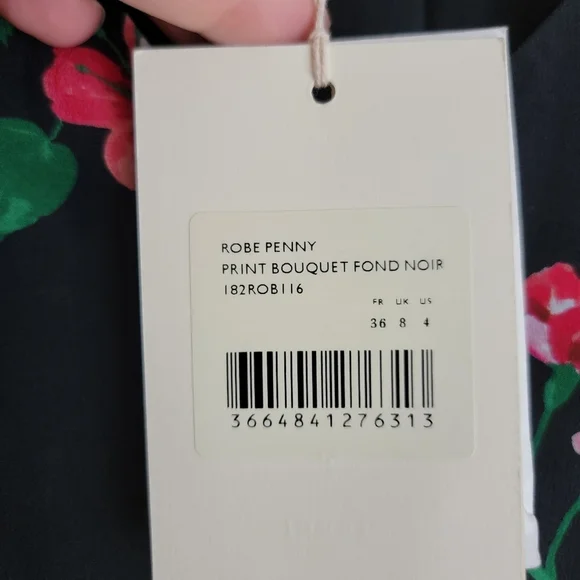 ROBE PENNY
PRINT BOUQUET FOND NOIR
182ROB116
FR UK US
36 8 4
3664841276313